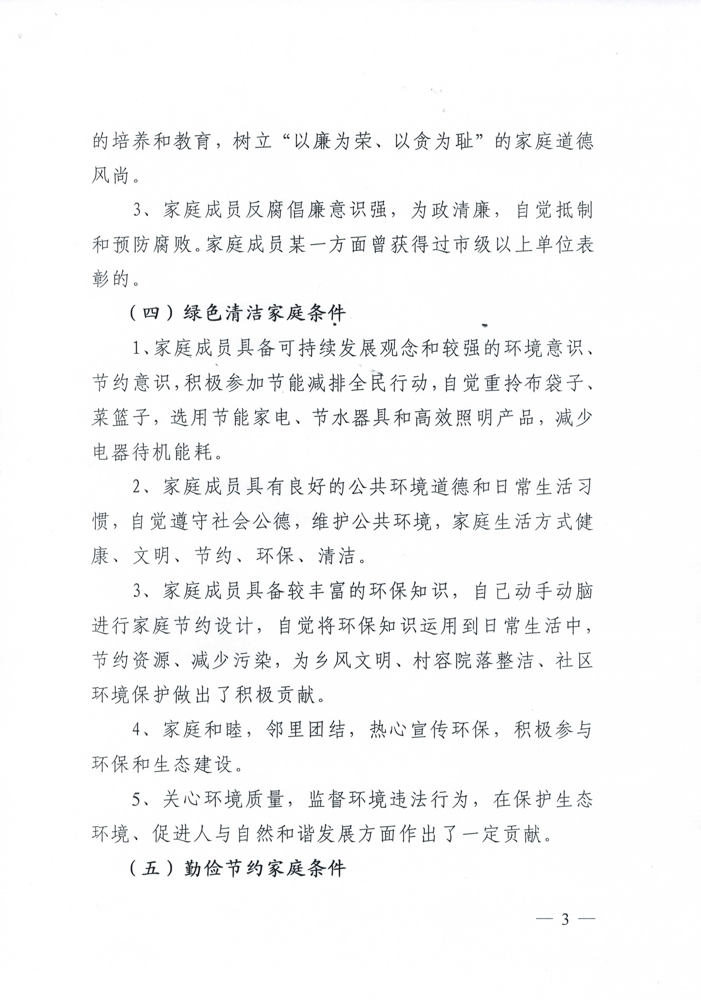 的培养和教育，树立“以廉为荣、以贪为耻”的家庭道德
风尚。
3、家庭成员反腐倡廉意识强，为政清廉，自觉抵制
和预防腐败。家庭成员某一方面曾获得过市级以上单位表
彰的。
（四）绿色清洁家庭条件
1、家庭成员具备可持续发展观念和较强的环境意识、
节约意识，积极参加节能减排全民行动，自觉重拎布袋子、
菜篮子，选用节能家电、节水器具和高效照明产品，减少
电器待机能耗。
2、家庭成员具有良好的公共环境道德和日常生活习
惯，自觉遵守社会公德，维护公共环境，家庭生活方式健
康、文明、节约、环保、清洁。
3、家庭成员具备较丰富的环保知识，自己动手动脑
进行家庭节约设计，自觉将环保知识运用到日常生活中，
节约资源、减少污染，为乡风文明、村容院落整洁、社区
环境保护做出了积极贡献。
4、家庭和睦，邻里团结，热心宣传环保，积极参与
环保和生态建设。
5、关心环境质量，监督环境违法行为，在保护生态
环境、促进人与自然和谐发展方面作出了一定贡献。
（五）勤俭节约家庭条件
— 3 —